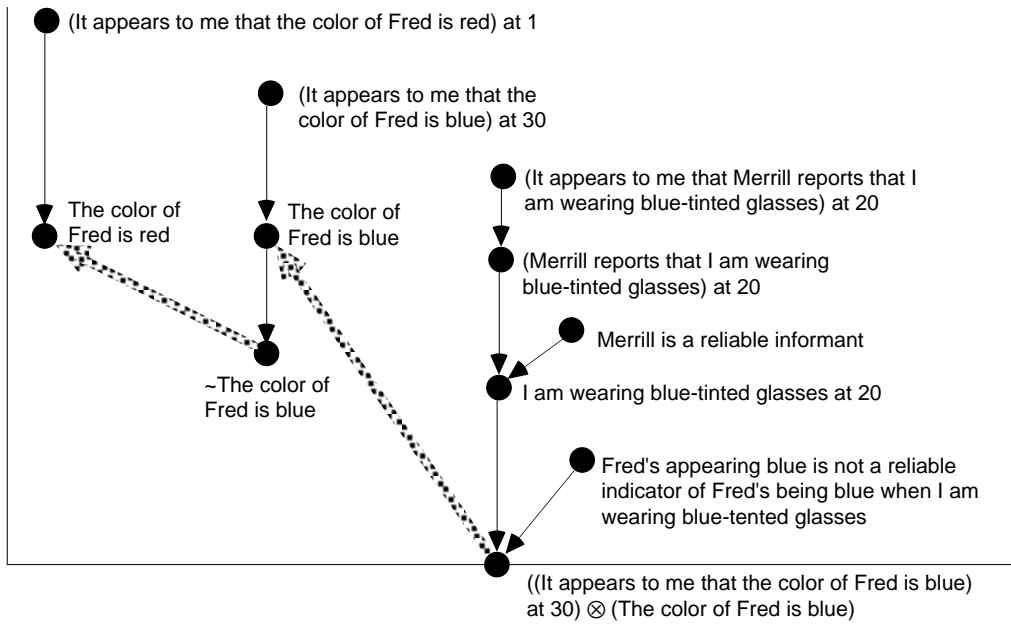 (It appears to me that the color of Fred is red) at 1
(It appears to me that the
color of Fred is blue) at 30
(It appears to me that Merrill reports that I
am wearing blue-tinted glasses) at 20
The color of
Fred is red
The color of
Fred is blue
(Merrill reports that I am wearing
blue-tinted glasses) at 20
Merrill is a reliable informant
~The color of
Fred is blue
I am wearing blue-tinted glasses at 20
Fred's appearing blue is not a reliable
indicator of Fred's being blue when I am
wearing blue-tented glasses
((It appears to me that the color of Fred is blue)
at 30) ⊗ (The color of Fred is blue)